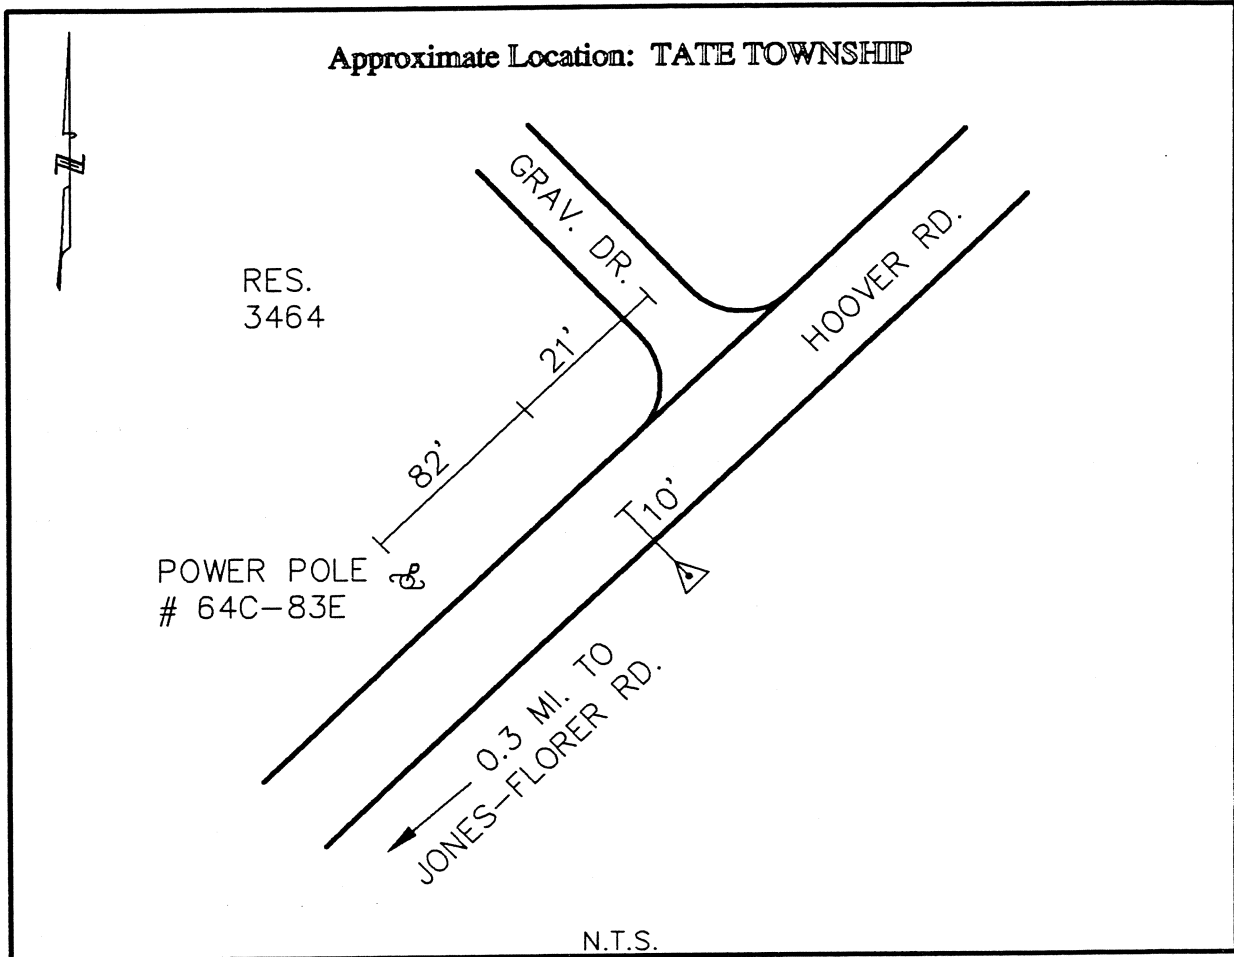 Approximate Location: TATE TOWNSHIP
N
GRAV. DR.
HOOVER RD.
RES.
3464
21'
82'
10'
POWER POLE
# 64C-83E
0.3 MI. TO
JONES-FLORER RD.
N.T.S.